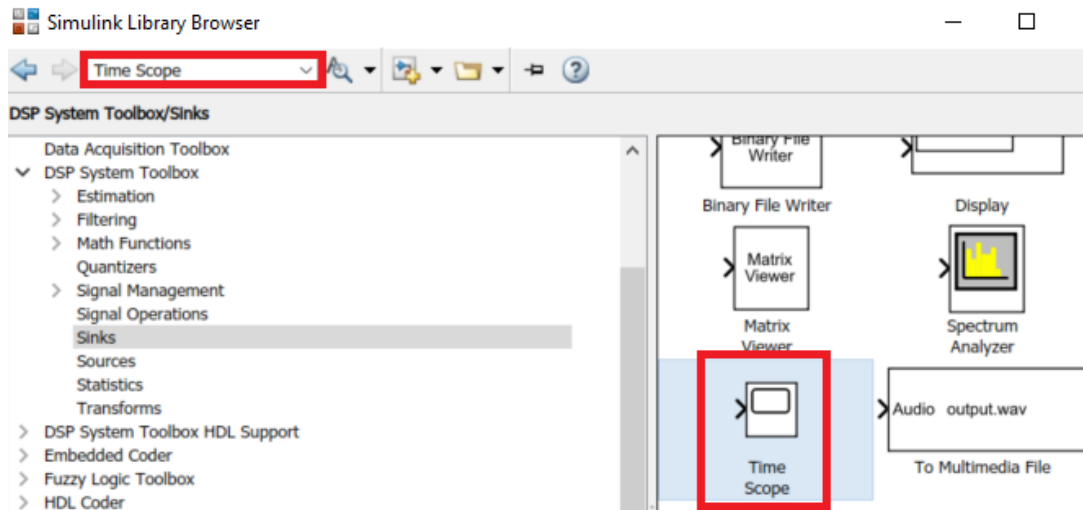 Simulink Library Browser
Time Scope
DSP System Toolbox/Sinks
Data Acquisition Toolbox
DSP System Toolbox
Estimation
Filtering
Math Functions
Quantizers
Signal Management
Signal Operations
Sinks
Sources
Statistics
Transforms
DSP System Toolbox HDL Support
Embedded Coder
Fuzzy Logic Toolbox
HDL Coder
Binary File
Writer
Binary File Writer
Display
Matrix
Viewer
Matrix
Viewer
Spectrum
Analyzer
Time
Scope
Audio output.wav
To Multimedia File